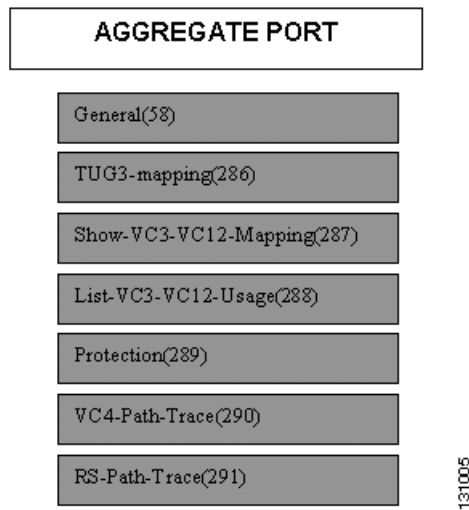 AGGREGATE PORT
General(58)
TUG3-mapping(286)
Show-VC3-VC12-Mapping(287)
List-VC3-VC12-Usage(288)
Protection(289)
VC4-Path-Trace(290)
RS-Path-Trace(291)
131005